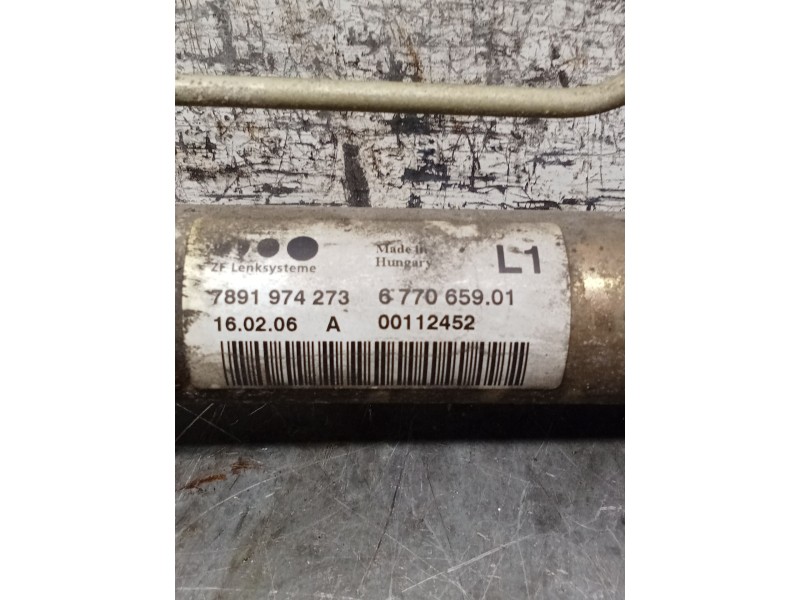 ZF Lenksysteme
Made in
Hungary
L1
7891 974 273 6 770 659.01
16.02.06 A 00112452